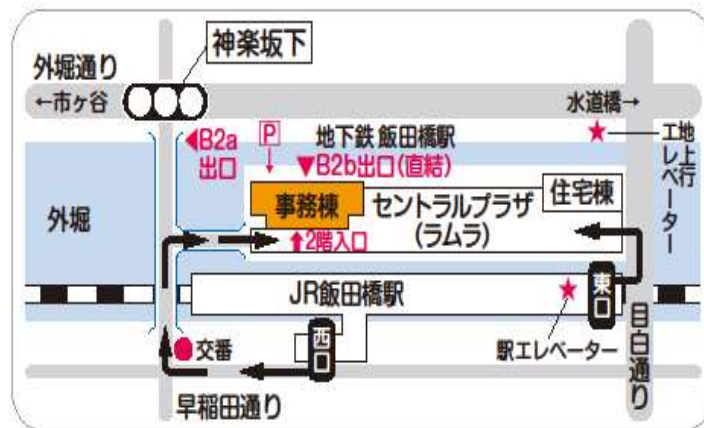 神楽坂下
外堀通り
←市ヶ谷
水道橋→
◀B2a
出口
P
地下鉄 飯田橋駅
▼B2b出口(直結)
地上行
エレベーター
事務棟
セントラルプラザ
(ラムラ)
住宅棟
外堀
⬆2階入口
JR飯田橋駅
東口
西口
交番
駅エレベーター
目白通り
早稲田通り